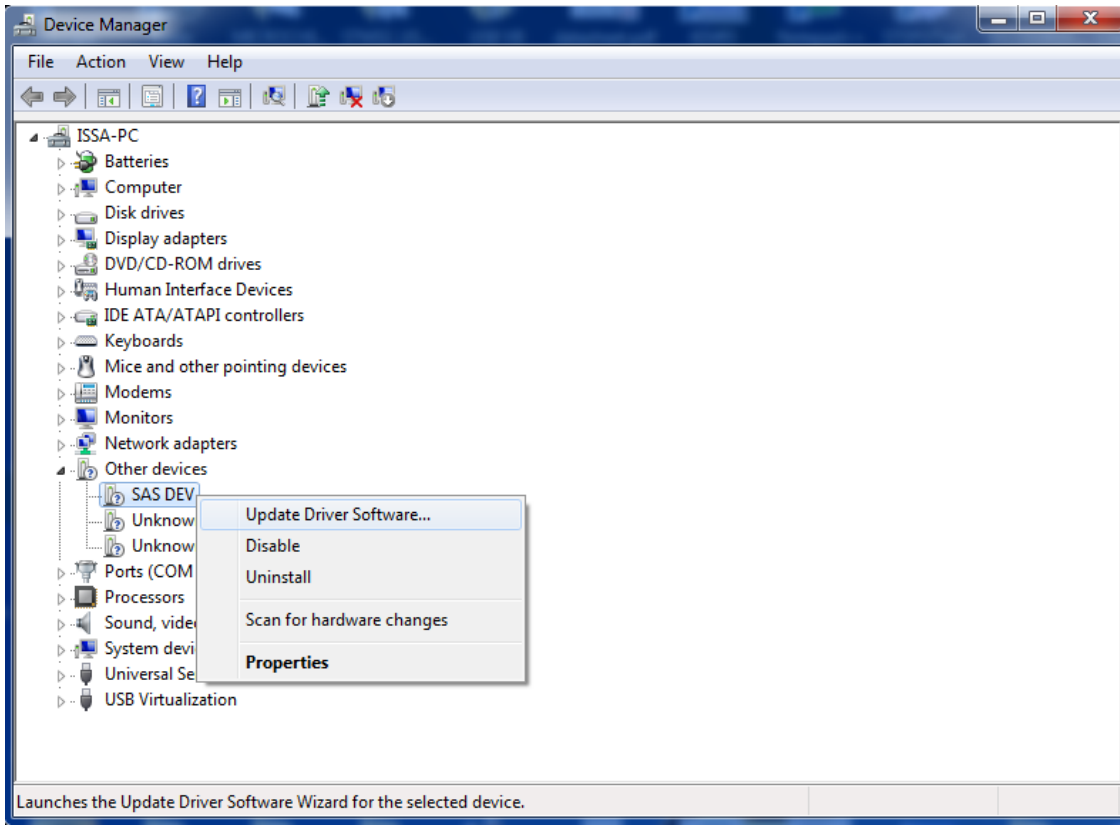 Device Manager
File Action View Help
ISSA-PC
Batteries
Computer
Disk drives
Display adapters
DVD/CD-ROM drives
Human Interface Devices
IDE ATA/ATAPI controllers
Keyboards
Mice and other pointing devices
Modems
Monitors
Network adapters
Other devices
SAS DEV
Update Driver Software...
Unknow
Disable
Unknow
Ports (COM
Uninstall
Processors
Sound, vide
Scan for hardware changes
System devi
Properties
Universal Se
USB Virtualization
Launches the Update Driver Software Wizard for the selected device.